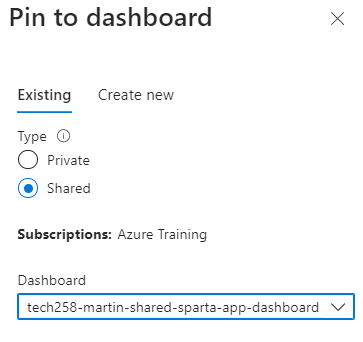 Pin to dashboard
Existing Create new
Type
Private
Shared
Subscriptions: Azure Training
Dashboard
tech258-martin-shared-sparta-app-dashboard